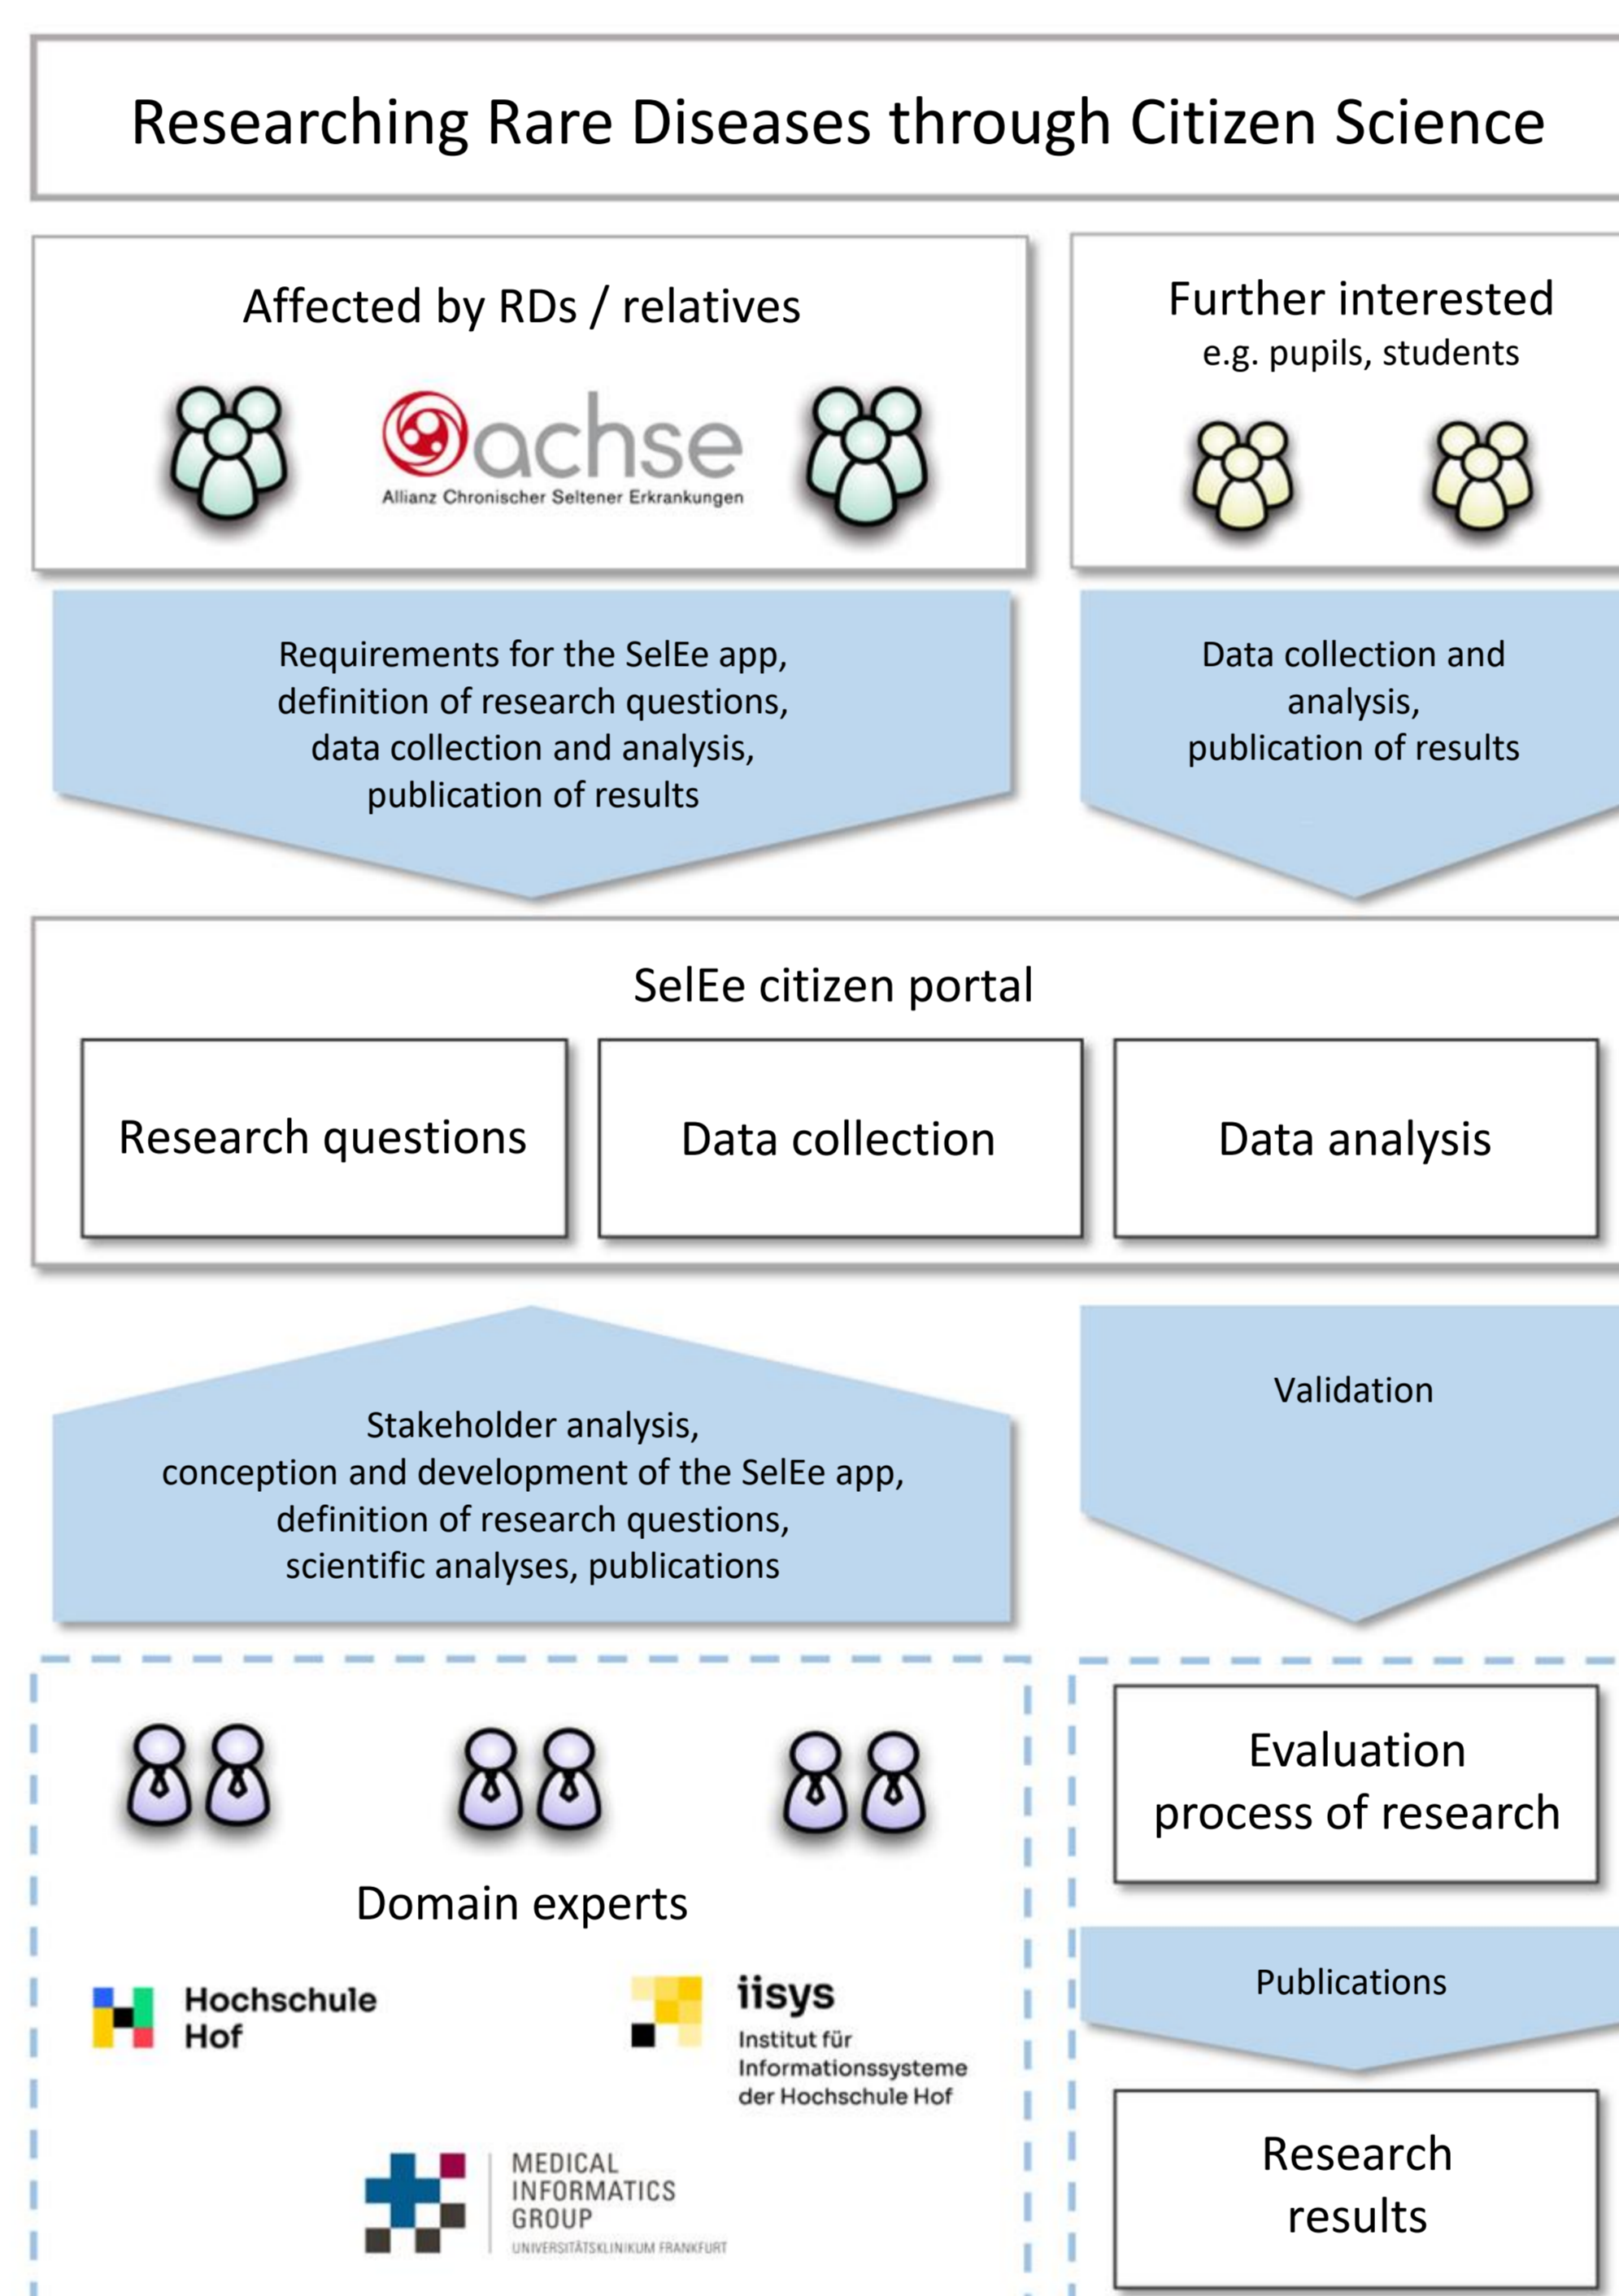 Researching Rare Diseases through Citizen Science
Affected by RDs / relatives
achse
Allianz Chronischer Seltener Erkrankungen
Further interested
e.g. pupils, students
Requirements for the SelEe app,
definition of research questions,
data collection and analysis,
publication of results
Data collection and
analysis,
publication of results
SelEe citizen portal
Research questions
Data collection
Data analysis
Stakeholder analysis,
conception and development of the SelEe app,
definition of research questions,
scientific analyses, publications
Validation
Domain experts
Hochschule
Hof
iisys
Institut für
Informationssysteme
der Hochschule Hof
MEDICAL
INFORMATICS
GROUP
UNIVERSITÄTSKLINIKUM FRANKFURT
Evaluation
process of research
Publications
Research
results